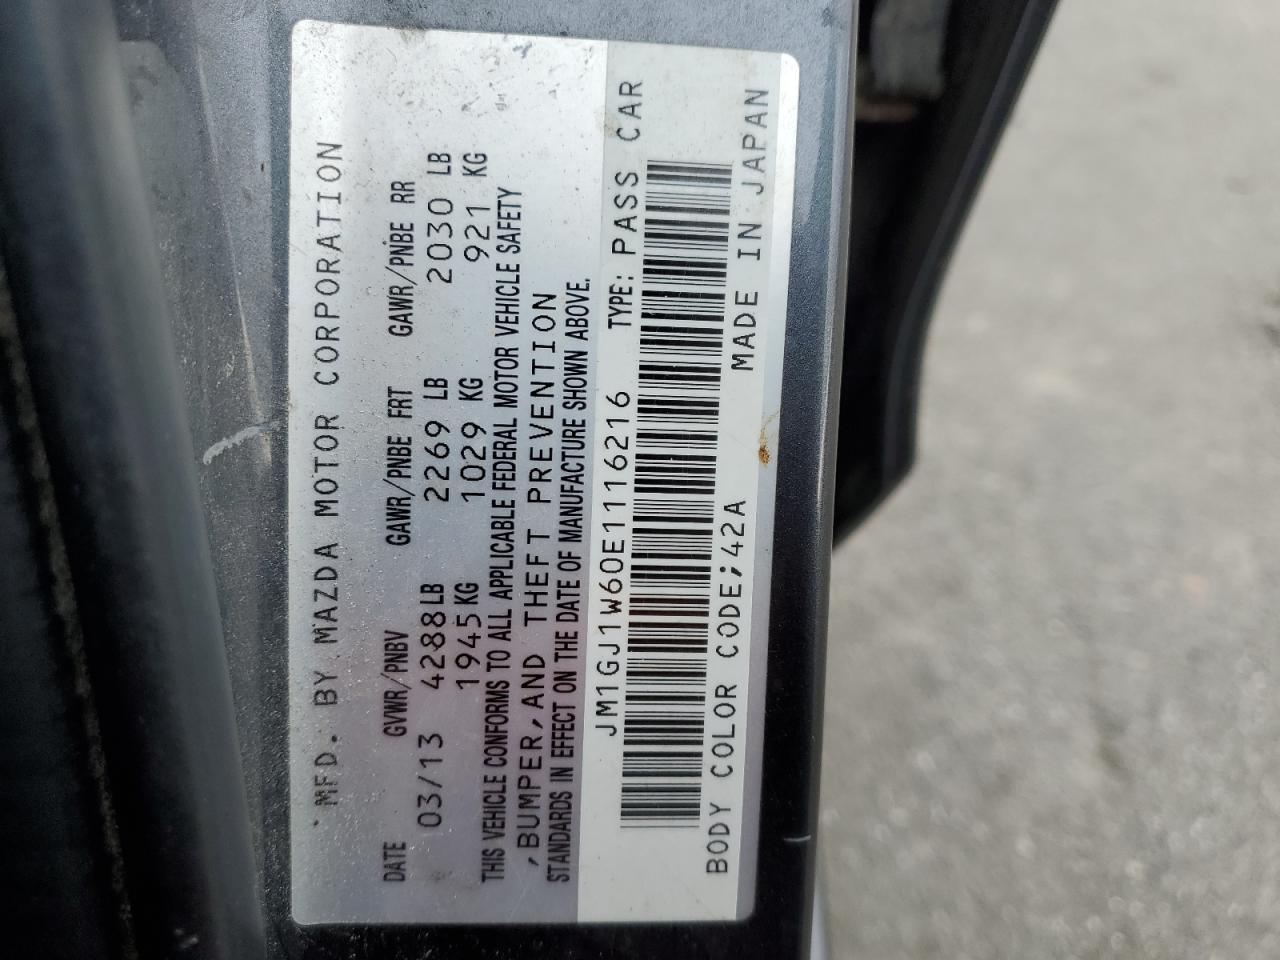 MFD. BY MAZDA MOTOR CORPORATION
DATE GVWR/PNBV GAWR/PNBE FRT GAWR/PNBE RR
03/13 4288LB 2269 LB 2030 LB
1945KG 1029 KG 921 KG
THIS VEHICLE CONFORMS TO ALL APPLICABLE FEDERAL MOTOR VEHICLE SAFETY
,BUMPER,AND THEFT PREVENTION
STANDARDS IN EFFECT ON THE DATE OF MANUFACTURE SHOWN ABOVE.
JM1GJ1W60E1116216 TYPE: PASS CAR
BODY COLOR CODE;42A MADE IN JAPAN